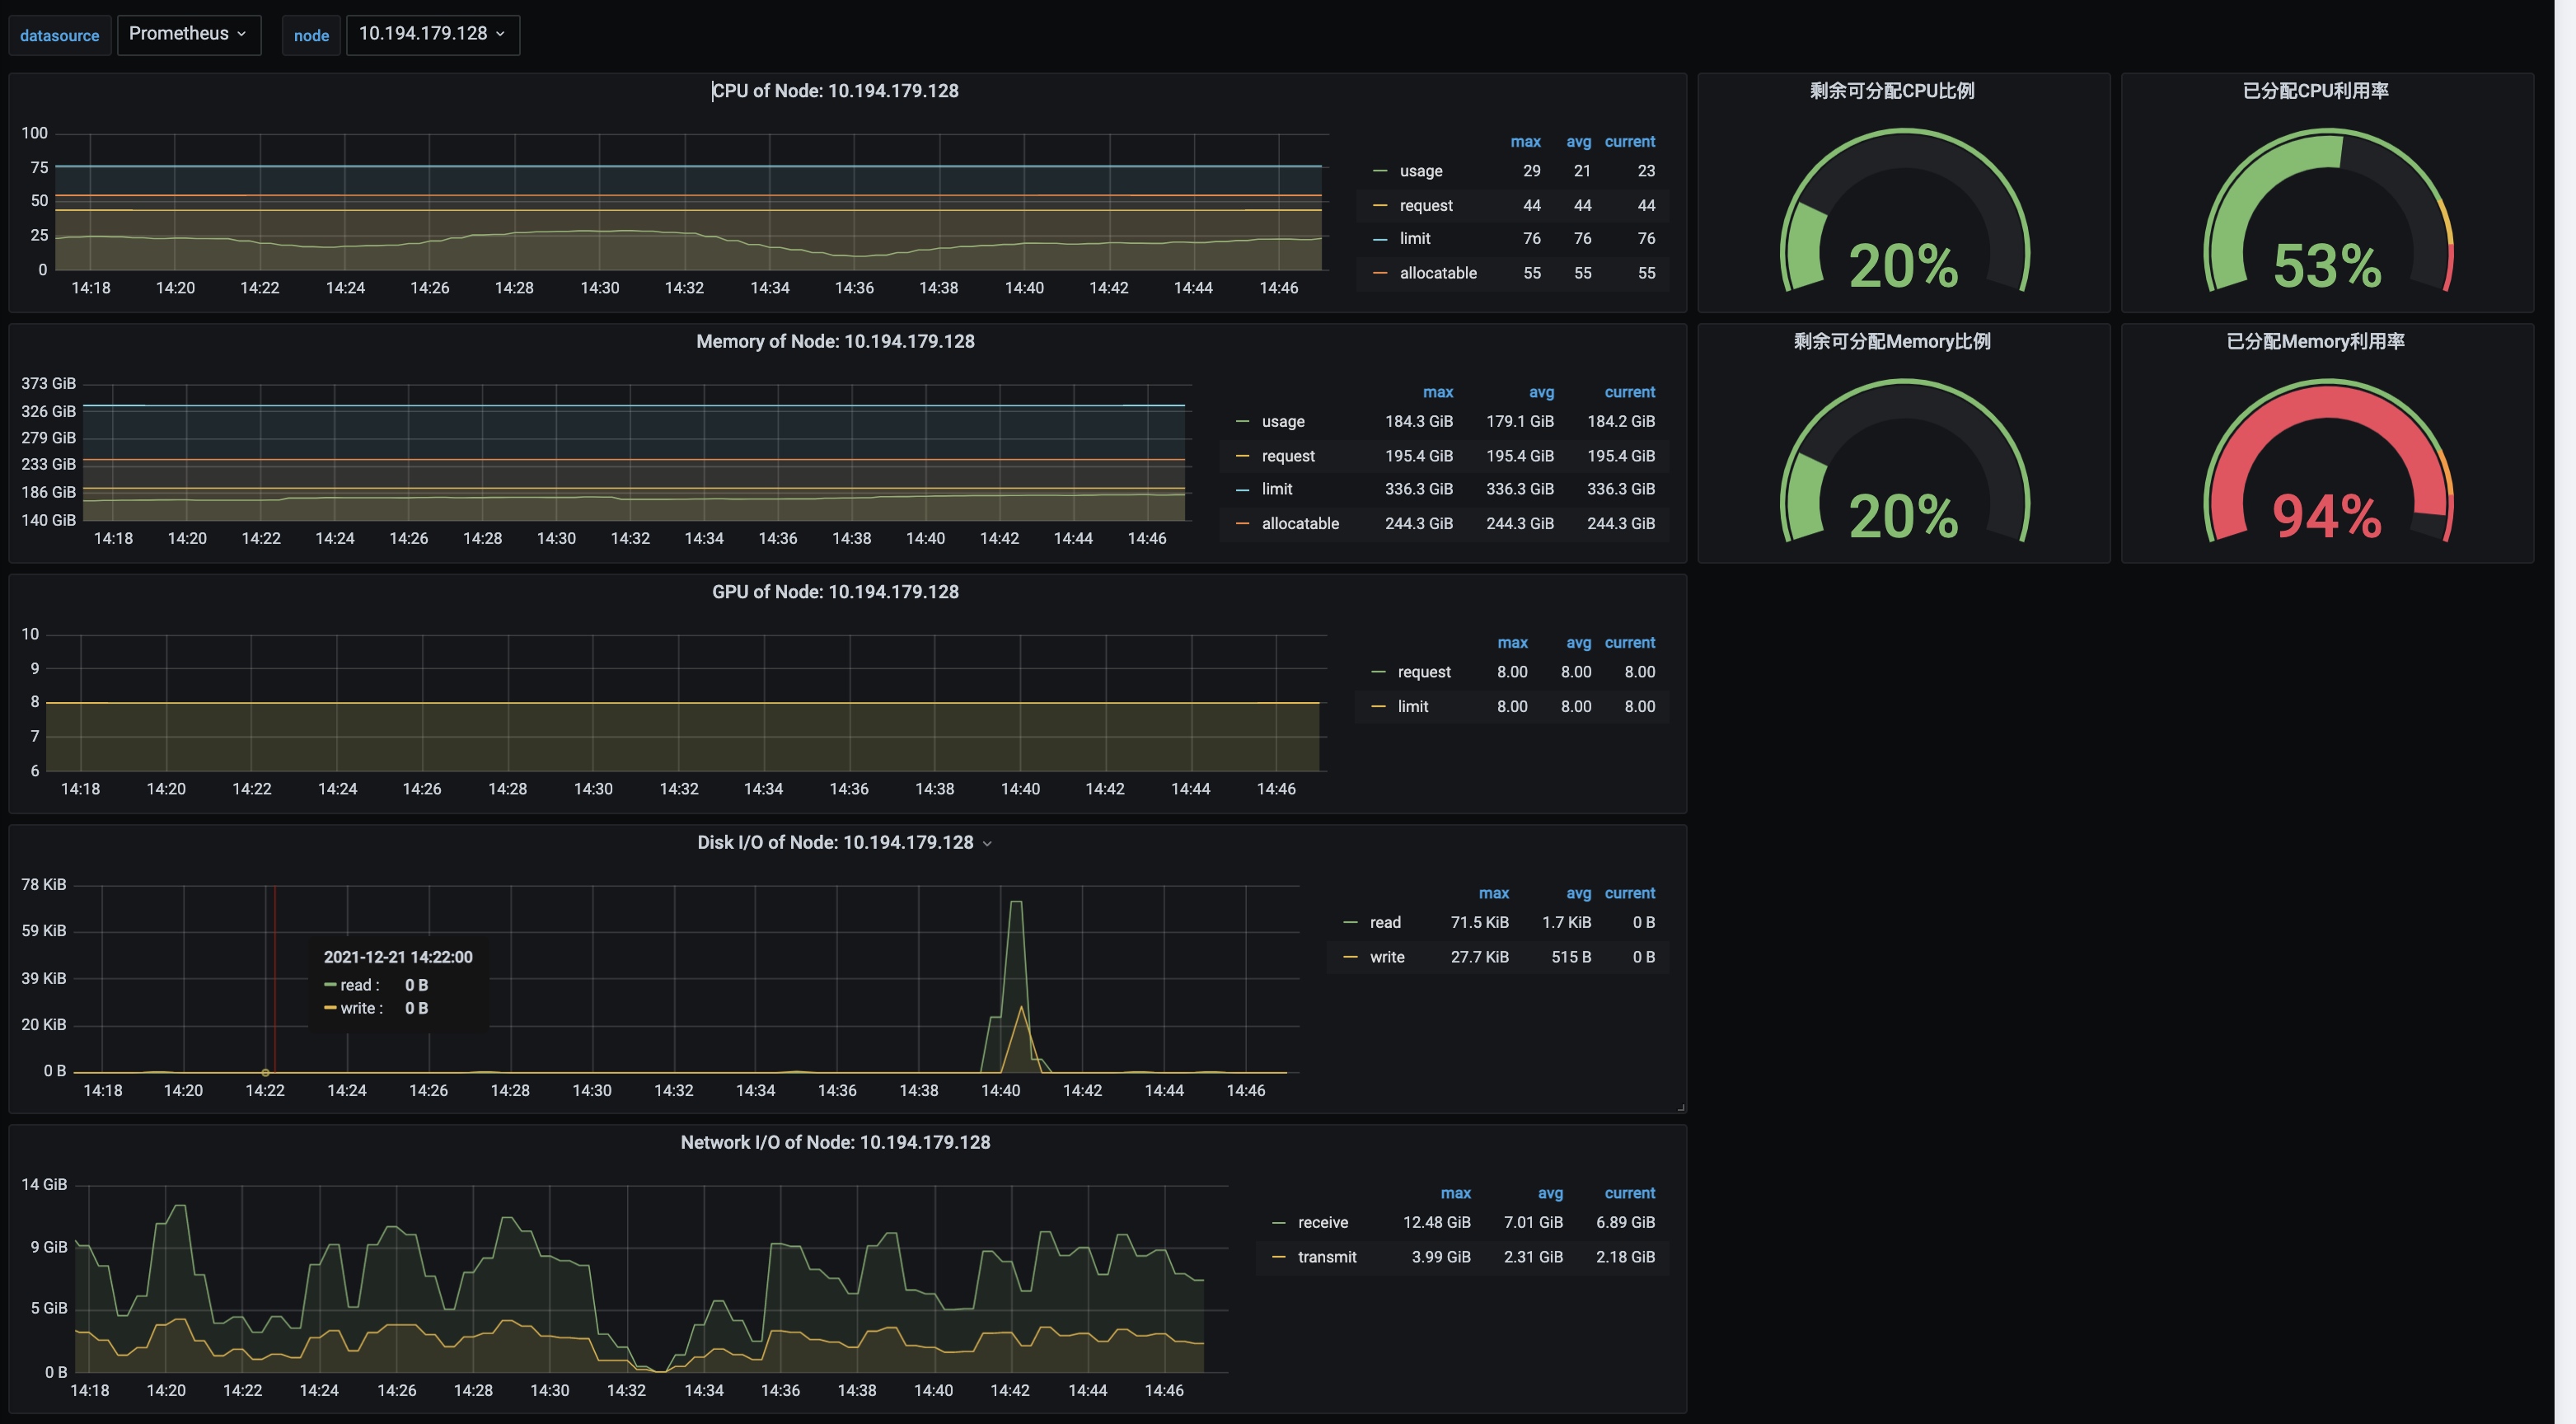 datasource Prometheus node 10.194.179.128
CPU of Node: 10.194.179.128
100
75
50
25
0
14:18 14:20 14:22 14:24 14:26 14:28 14:30 14:32 14:34 14:36 14:38 14:40 14:42 14:44 14:46
max avg current
usage 29 21 23
request 44 44 44
limit 76 76 76
allocatable 55 55 55
剩余可分配CPU比例
20%
已分配CPU利用率
53%
Memory of Node: 10.194.179.128
373 GiB
326 GiB
279 GiB
233 GiB
186 GiB
140 GiB
14:18 14:20 14:22 14:24 14:26 14:28 14:30 14:32 14:34 14:36 14:38 14:40 14:42 14:44 14:46
max avg current
usage 184.3 GiB 179.1 GiB 184.2 GiB
request 195.4 GiB 195.4 GiB 195.4 GiB
limit 336.3 GiB 336.3 GiB 336.3 GiB
allocatable 244.3 GiB 244.3 GiB 244.3 GiB
剩余可分配Memory比例
20%
已分配Memory利用率
94%
GPU of Node: 10.194.179.128
10
9
8
7
6
14:18 14:20 14:22 14:24 14:26 14:28 14:30 14:32 14:34 14:36 14:38 14:40 14:42 14:44 14:46
max avg current
request 8.00 8.00 8.00
limit 8.00 8.00 8.00
Disk I/O of Node: 10.194.179.128
78 KiB
59 KiB
39 KiB
20 KiB
0 B
14:18 14:20 14:22 14:24 14:26 14:28 14:30 14:32 14:34 14:36 14:38 14:40 14:42 14:44 14:46
2021-12-21 14:22:00
read : 0 B
write : 0 B
max avg current
read 71.5 KiB 1.7 KiB 0 B
write 27.7 KiB 515 B 0 B
Network I/O of Node: 10.194.179.128
14 GiB
9 GiB
5 GiB
0 B
14:18 14:20 14:22 14:24 14:26 14:28 14:30 14:32 14:34 14:36 14:38 14:40 14:42 14:44 14:46
max avg current
receive 12.48 GiB 7.01 GiB 6.89 GiB
transmit 3.99 GiB 2.31 GiB 2.18 GiB